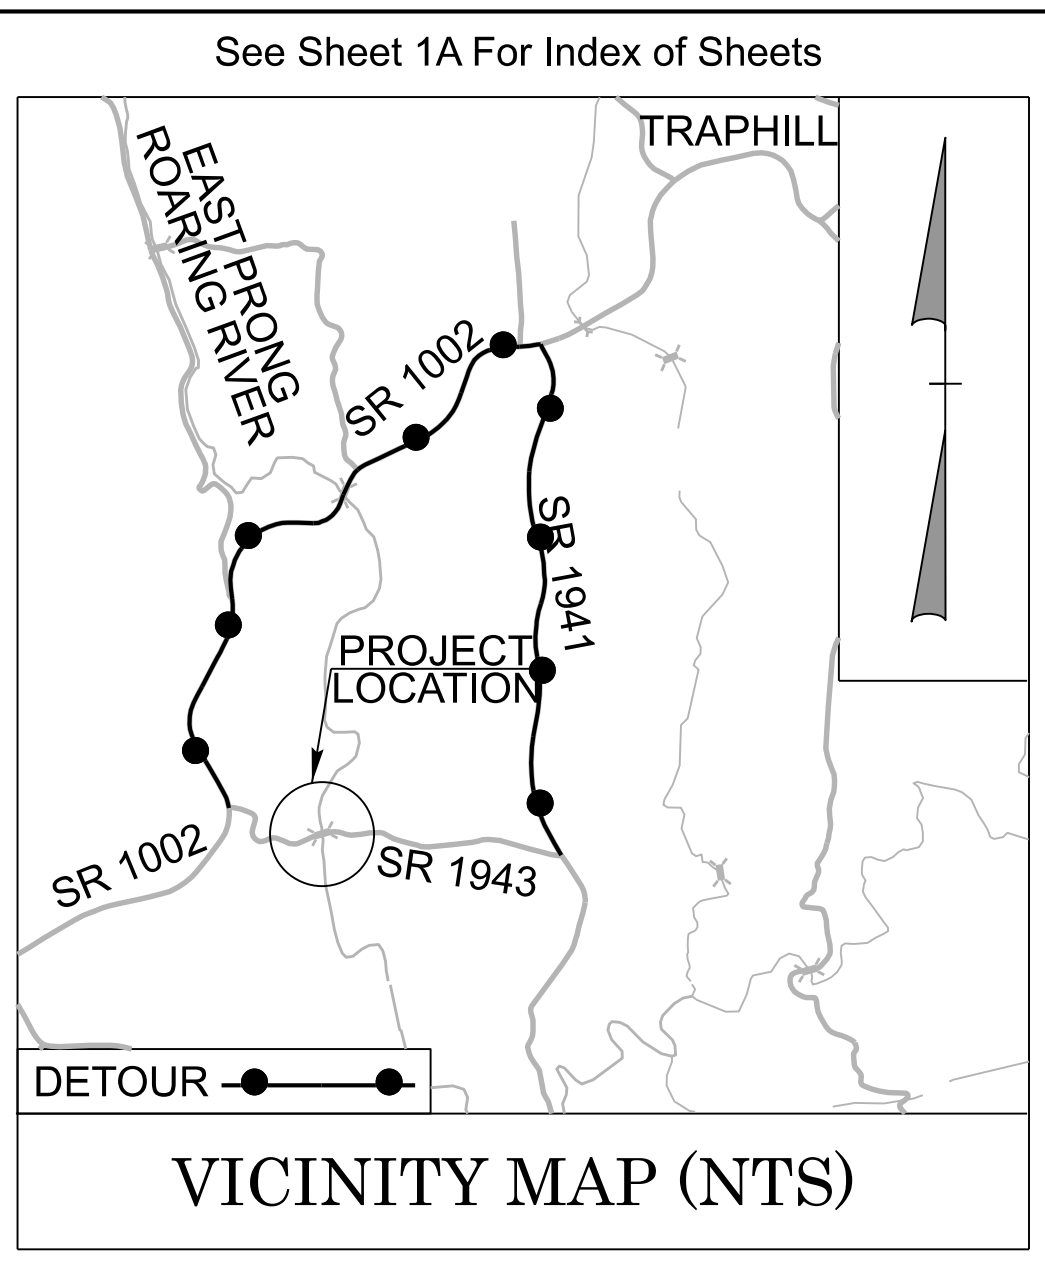 See Sheet 1A For Index of Sheets
TRAPHILL
EAST PRONG
ROARING RIVER
SR 1002
SR 1941
PROJECT
LOCATION
SR 1002
SR 1943
DETOUR
VICINITY MAP (NTS)